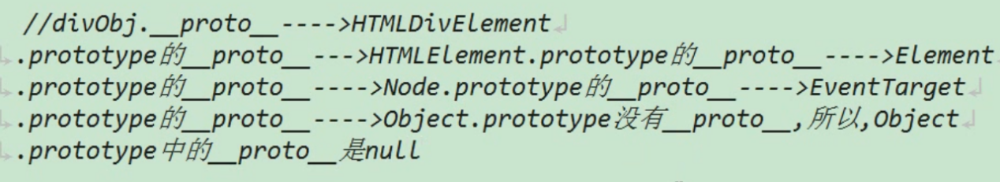 //divObj.__proto__---->HTMLDivElement
.prototype的__proto__--->HTMLElement.prototype的__proto__---->Element
.prototype的__proto__---->Node.prototype的__proto__---->EventTarget
.prototype的__proto__---->Object.prototype没有__proto__,所以,Object
.prototype中的__proto__是null